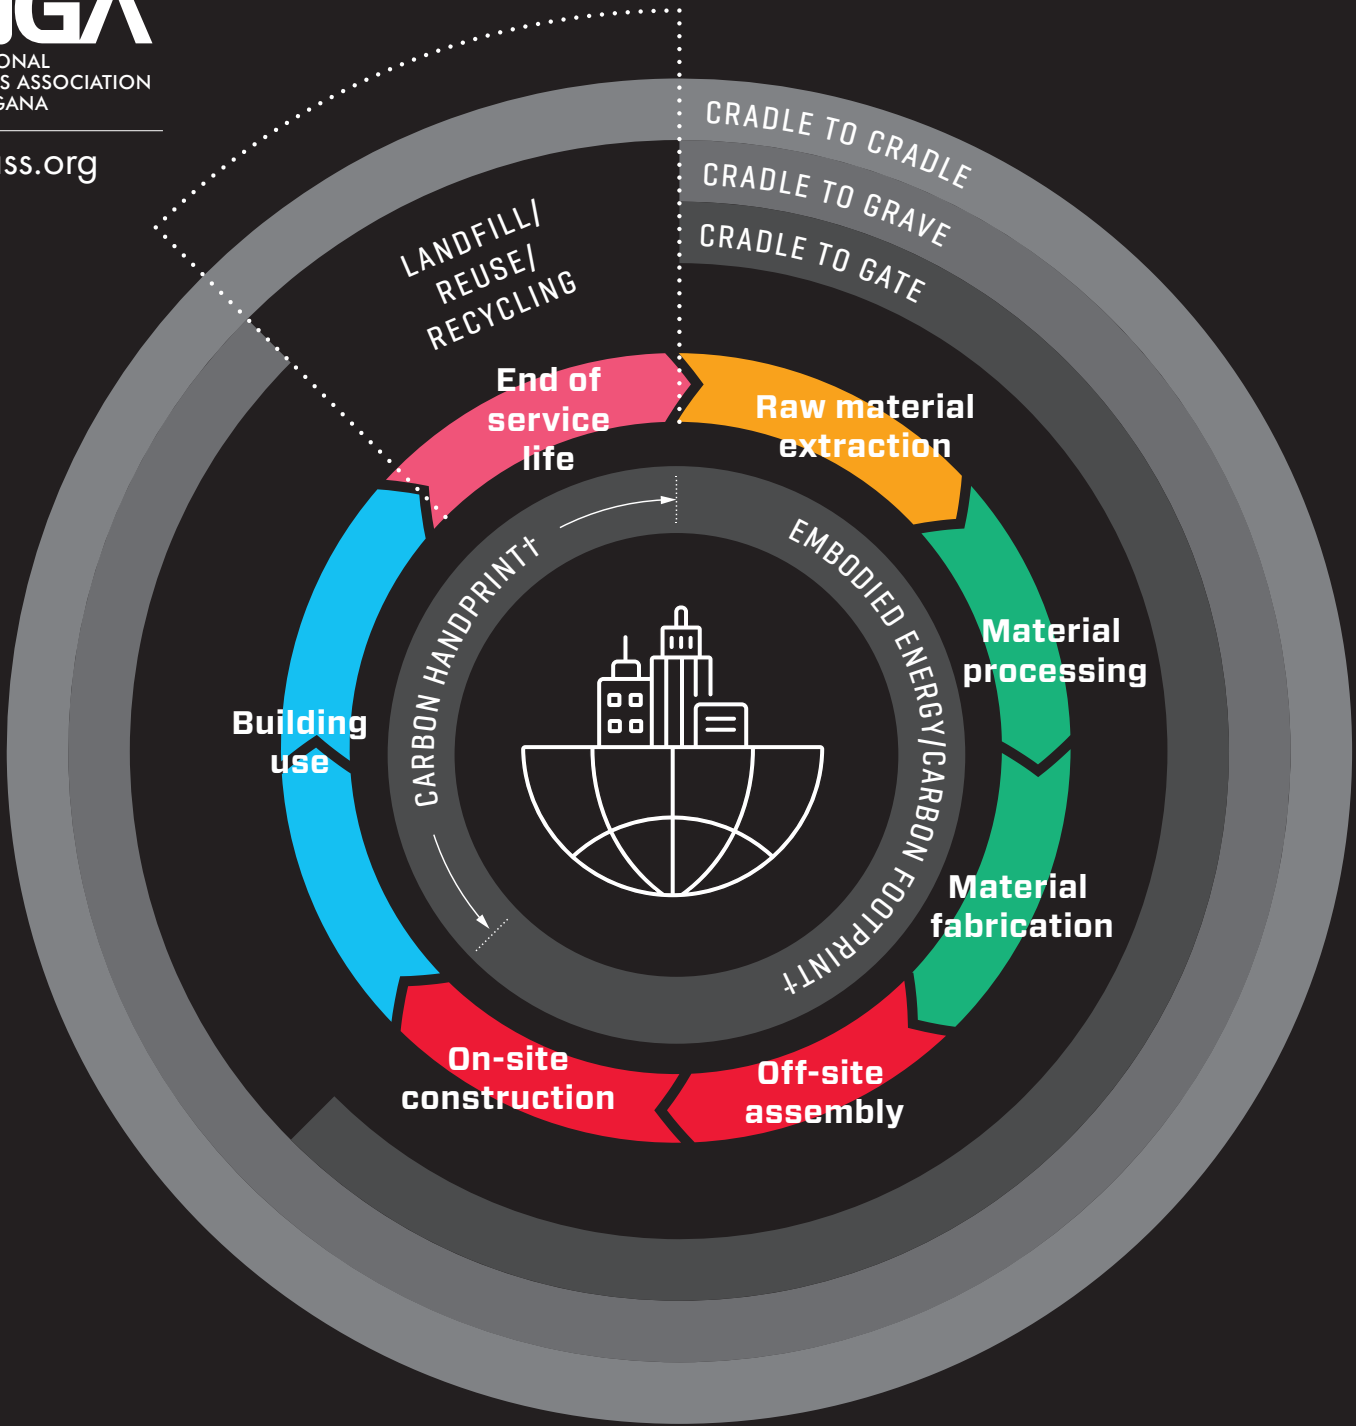 ONAL
S ASSOCIATION
GANA
ss.org
CRADLE TO CRADLE
CRADLE TO GRAVE
CRADLE TO GATE
LANDFILL/
REUSE/
RECYCLING
End of
service
life
Raw material
extraction
Material
processing
Material
fabrication
Off-site
assembly
On-site
construction
Building
use
CARBON HANDPRINT†
EMBODIED ENERGY/CARBON FOOTPRINT††